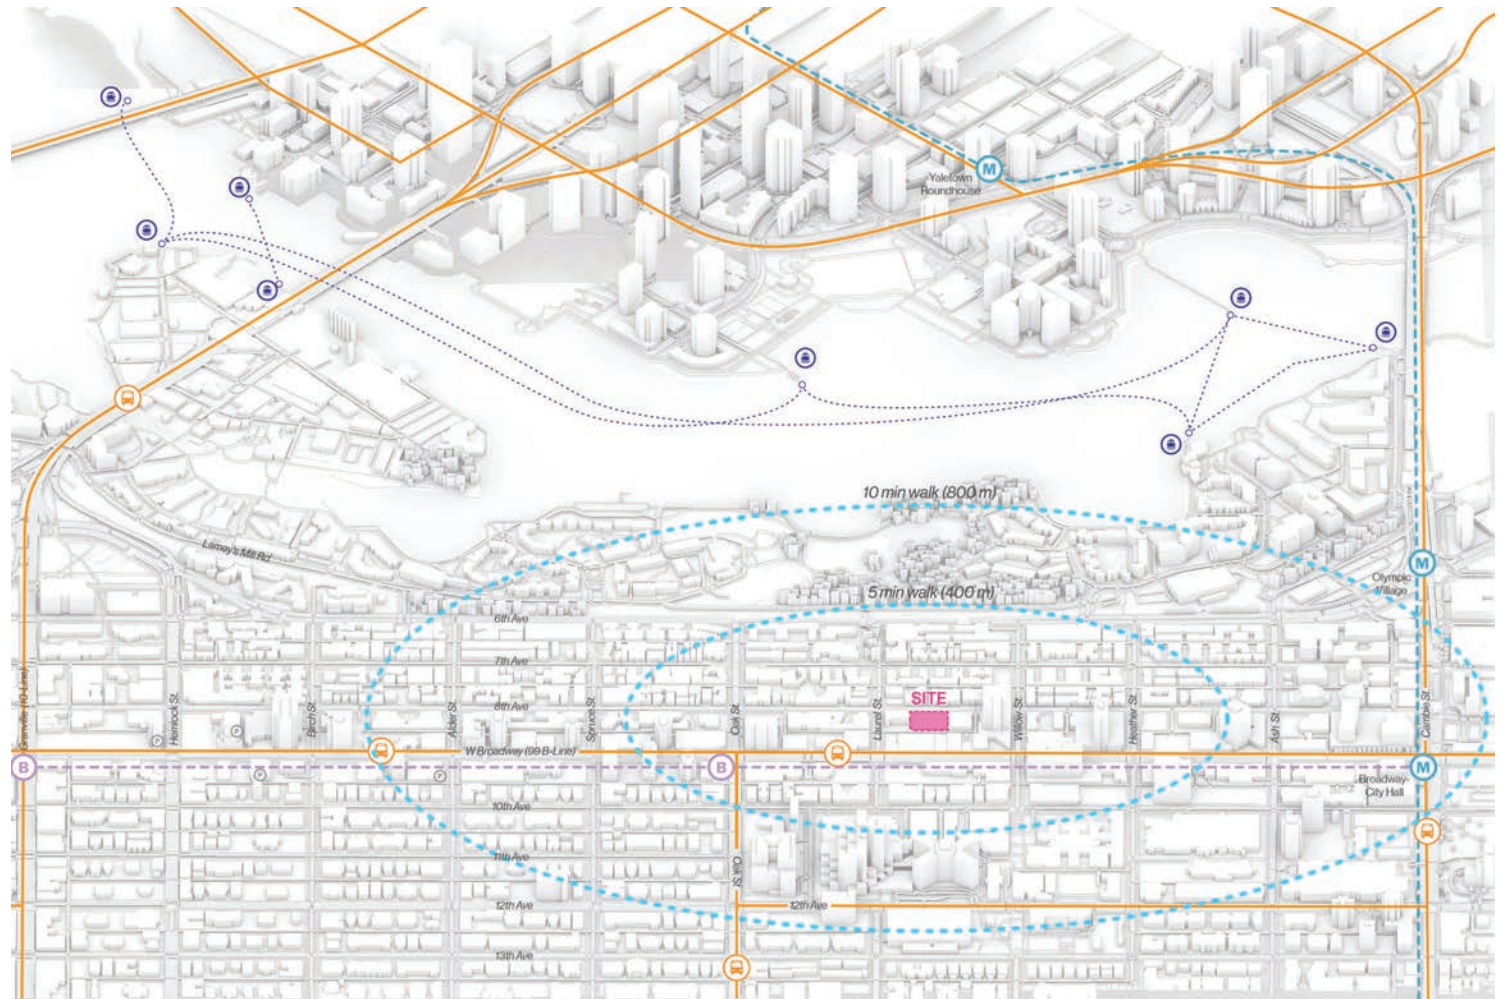 M
Yaletown
Roundhouse
10 min walk (800 m)
Lamey's Mill Rd
M
Olympic
Village
5 min walk (400 m)
6th Ave
7th Ave
SITE
8th Ave
Granville (10-Line)
Hemlock St.
Birch St.
Alder St.
Spruce St.
Oak St.
Laurel St.
Willow St.
Heather St.
Ash St.
Cambie St.
P
P
W Broadway (99 B-Line)
B
B
M
P
P
Broadway-
City Hall
10th Ave
11th Ave
Oak St.
12th Ave
12th Ave
13th Ave